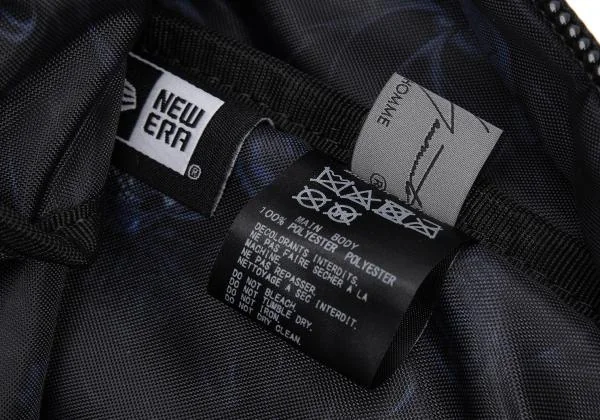 NEW
ERA
®
HOMME
®
MAIN BODY
100% POLYESTER POLYESTER
DECOLORANTS INTERDITS.
NE PAS FAIRE SÉCHER À LA
MACHINE.
NE PAS REPASSER.
NETTOYAGE A SEC INTERDIT.
DO NOT BLEACH.
DO NOT TUMBLE DRY.
DO NOT IRON.
DO NOT DRY CLEAN.